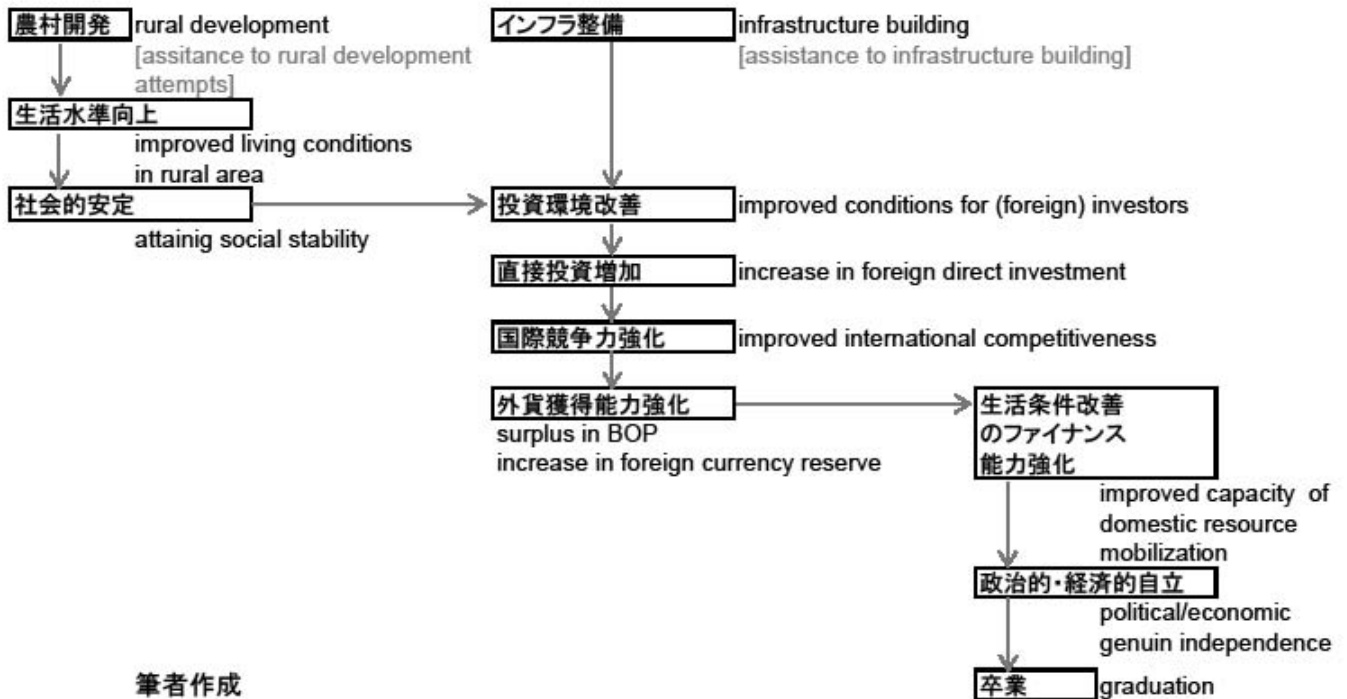 農村開発 rural development
[assitance to rural development
attempts]
生活水準向上
improved living conditions
in rural area
社会的安定
attainig social stability
インフラ整備 infrastructure building
[assistance to infrastructure building]
投資環境改善 improved conditions for (foreign) investors
直接投資増加 increase in foreign direct investment
国際競争力強化 improved international competitiveness
外貨獲得能力強化
surplus in BOP
increase in foreign currency reserve
生活条件改善
のファイナンス
能力強化
improved capacity of
domestic resource
mobilization
政治的・経済的自立
political/economic
genuin independence
卒業 graduation
筆者作成